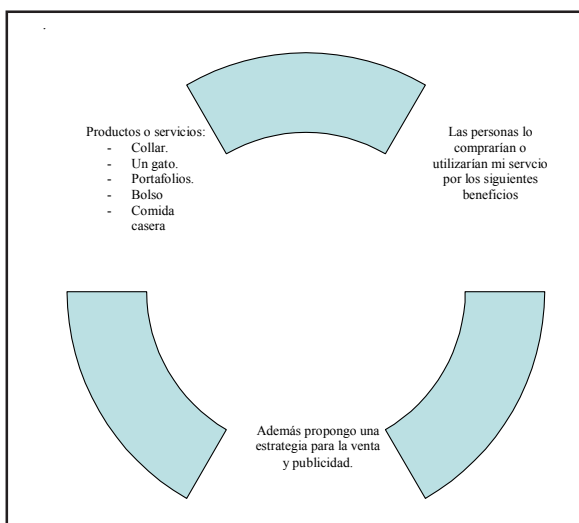 Productos o servicios:
- Collar.
- Un gato.
- Portafolios.
- Bolso
- Comida
casera
Las personas lo
comprarían o
utilizarían mi servcio
por los siguientes
beneficios
Además propongo una
estrategia para la venta
y publicidad.